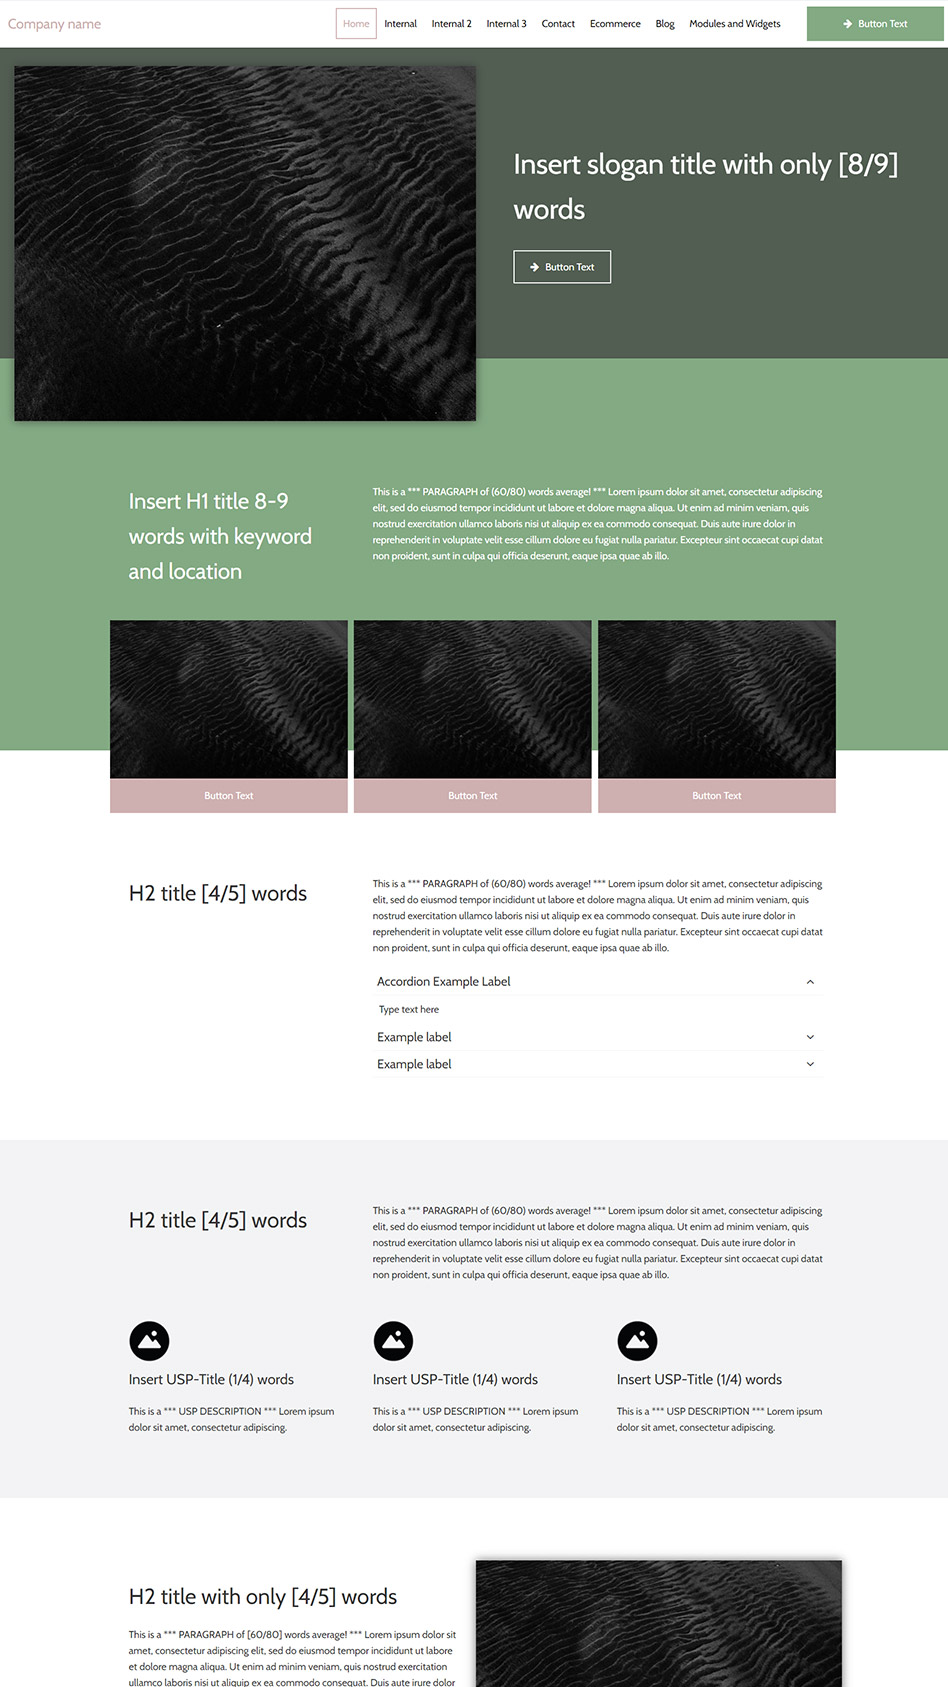 Company name
Home Internal Internal 2 Internal 3 Contact Ecommerce Blog Modules and Widgets Button Text
Insert slogan title with only [8/9]
words
Button Text
Insert H1 title 8-9
words with keyword
and location
This is a *** PARAGRAPH of (60/80) words average! *** Lorem ipsum dolor sit amet, consectetur adipiscing
elit, sed do eiusmod tempor incididunt ut labore et dolore magna aliqua. Ut enim ad minim veniam, quis
nostrud exercitation ullamco laboris nisi ut aliquip ex ea commodo consequat. Duis aute irure dolor in
reprehenderit in voluptate velit esse cillum dolore eu fugiat nulla pariatur. Excepteur sint occaecat cupi datat
non proident, sunt in culpa qui officia deserunt, eaque ipsa quae ab illo.
Button Text
Button Text
Button Text
H2 title [4/5] words
This is a *** PARAGRAPH of (60/80) words average! *** Lorem ipsum dolor sit amet, consectetur adipiscing
elit, sed do eiusmod tempor incididunt ut labore et dolore magna aliqua. Ut enim ad minim veniam, quis
nostrud exercitation ullamco laboris nisi ut aliquip ex ea commodo consequat. Duis aute irure dolor in
reprehenderit in voluptate velit esse cillum dolore eu fugiat nulla pariatur. Excepteur sint occaecat cupi datat
non proident, sunt in culpa qui officia deserunt, eaque ipsa quae ab illo.
Accordion Example Label
Type text here
Example label
Example label
H2 title [4/5] words
This is a *** PARAGRAPH of (60/80) words average! *** Lorem ipsum dolor sit amet, consectetur adipiscing
elit, sed do eiusmod tempor incididunt ut labore et dolore magna aliqua. Ut enim ad minim veniam, quis
nostrud exercitation ullamco laboris nisi ut aliquip ex ea commodo consequat. Duis aute irure dolor in
reprehenderit in voluptate velit esse cillum dolore eu fugiat nulla pariatur. Excepteur sint occaecat cupi datat
non proident, sunt in culpa qui officia deserunt, eaque ipsa quae ab illo.
Insert USP-Title (1/4) words
This is a *** USP DESCRIPTION *** Lorem ipsum
dolor sit amet, consectetur adipiscing.
Insert USP-Title (1/4) words
This is a *** USP DESCRIPTION *** Lorem ipsum
dolor sit amet, consectetur adipiscing.
Insert USP-Title (1/4) words
This is a *** USP DESCRIPTION *** Lorem ipsum
dolor sit amet, consectetur adipiscing.
H2 title with only [4/5] words
This is a *** PARAGRAPH of [60/80] words average! *** Lorem ipsum dolor sit
amet, consectetur adipiscing elit, sed do eiusmod tempor incididunt ut labore
et dolore magna aliqua. Ut enim ad minim veniam, quis nostrud exercitation
ullamco laboris nisi ut aliquip ex ea commodo consequat. Duis aute irure dolor